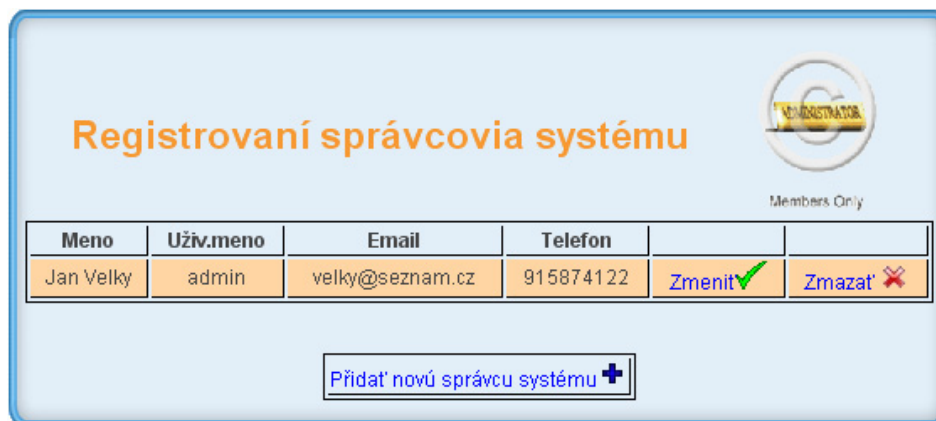 ADMINISTRATOR
Registrovaní správcovia systému
Members Only
Meno Uživ.meno Email Telefon
Jan Velky admin velky@seznam.cz 915874122 Zmenit Zmazať
Přidať novú správcu systému